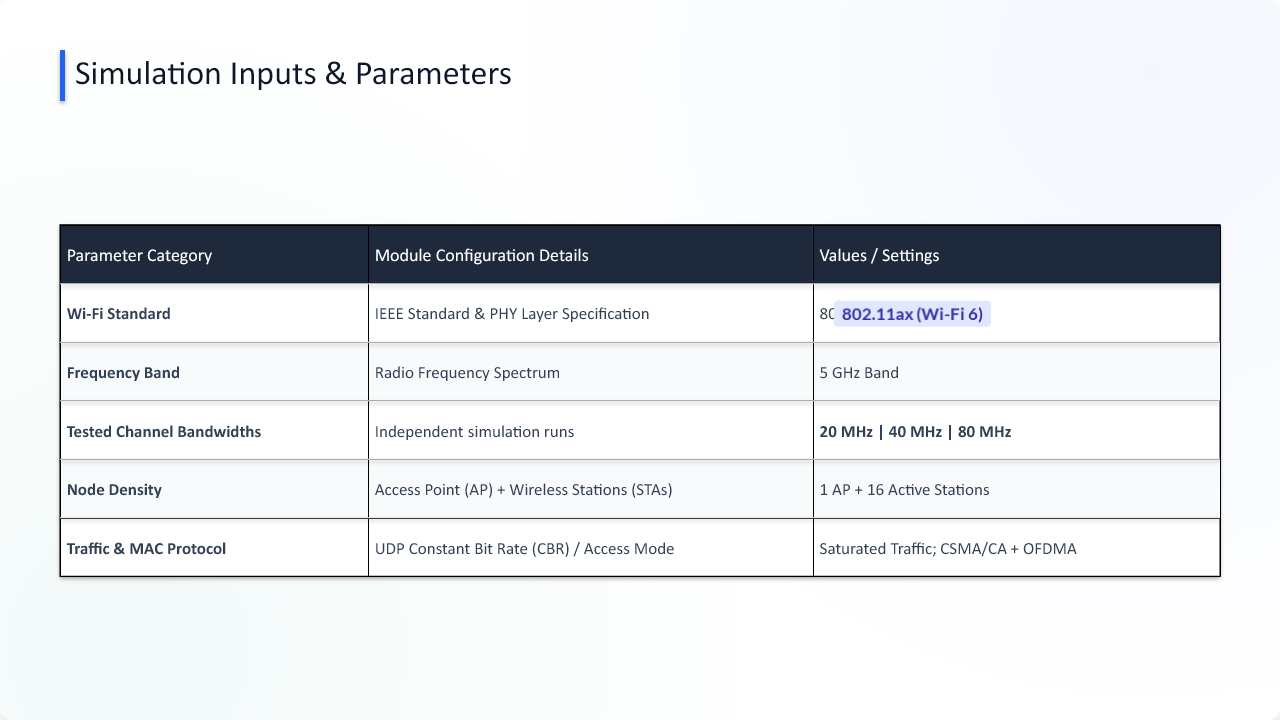 Simulation Inputs & Parameters
Parameter Category Module Configuration Details Values / Settings
Wi-Fi Standard IEEE Standard & PHY Layer Specification 802.11ax (Wi-Fi 6)
Frequency Band Radio Frequency Spectrum 5 GHz Band
Tested Channel Bandwidths Independent simulation runs 20 MHz | 40 MHz | 80 MHz
Node Density Access Point (AP) + Wireless Stations (STAs) 1 AP + 16 Active Stations
Traffic & MAC Protocol UDP Constant Bit Rate (CBR) / Access Mode Saturated Traffic; CSMA/CA + OFDMA